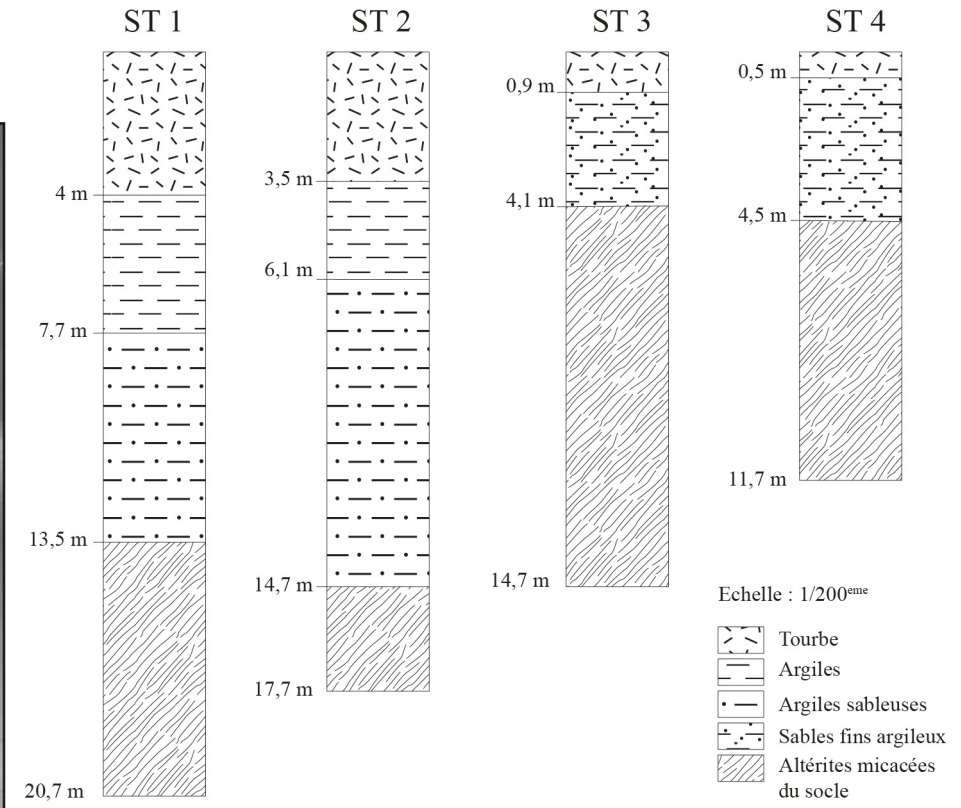 ST 1
4 m
7,7 m
13,5 m
20,7 m
ST 2
3,5 m
6,1 m
14,7 m
17,7 m
ST 3
0,9 m
4,1 m
14,7 m
ST 4
0,5 m
4,5 m
11,7 m
Echelle : 1/200eme
Tourbe
Argiles
Argiles sableuses
Sables fins argileux
Altérites micacées
du socle